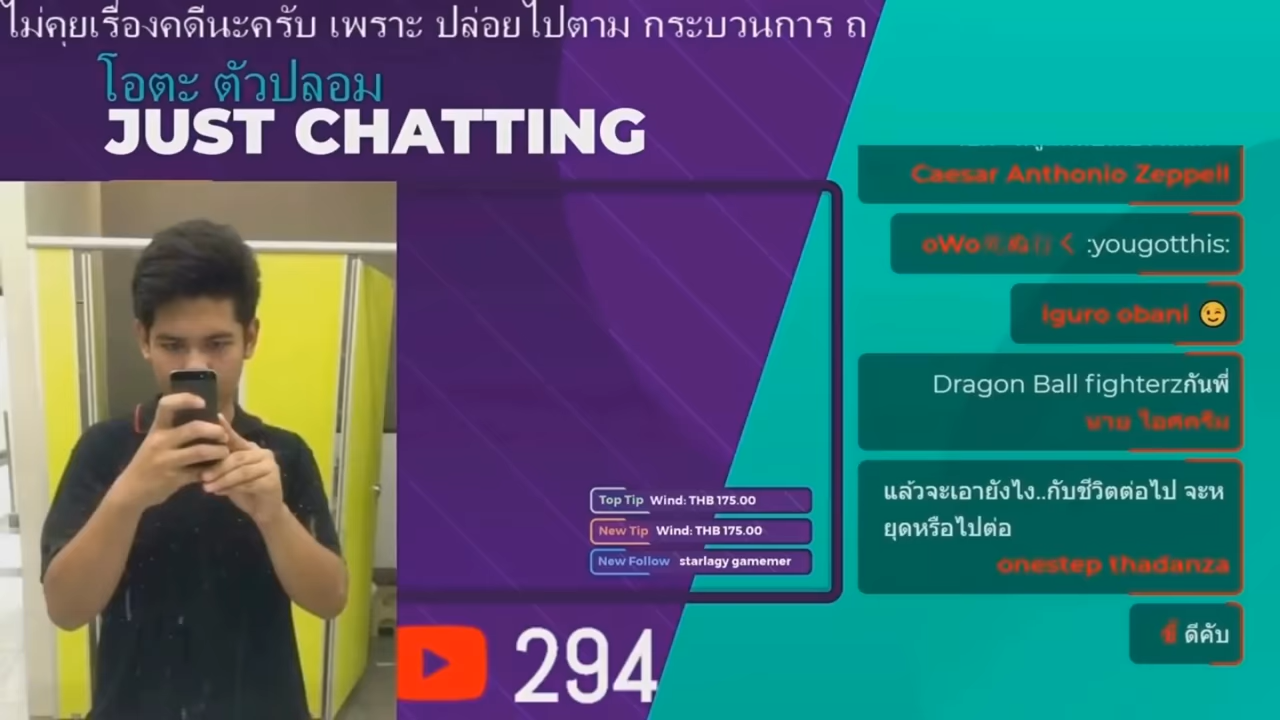 ไม่คุยเรื่องคดีนะครับ เพราะ ปล่อยไปตาม กระบวนการ ถ
โอตะ ตัวปลอม
JUST CHATTING
Caesar Anthonio Zeppeli
oWo :yougotthis:
iguro obani 😉
Dragon Ball fighterzกันพี่
นาย ไอศครีม
แล้วจะเอายังไง..กับชีวิตต่อไป จะห
ยุดหรือไปต่อ
onestep thadanza
ดีคับ
Top Tip Wind: THB 175.00
New Tip Wind: THB 175.00
New Follow starlagy gamemer
294